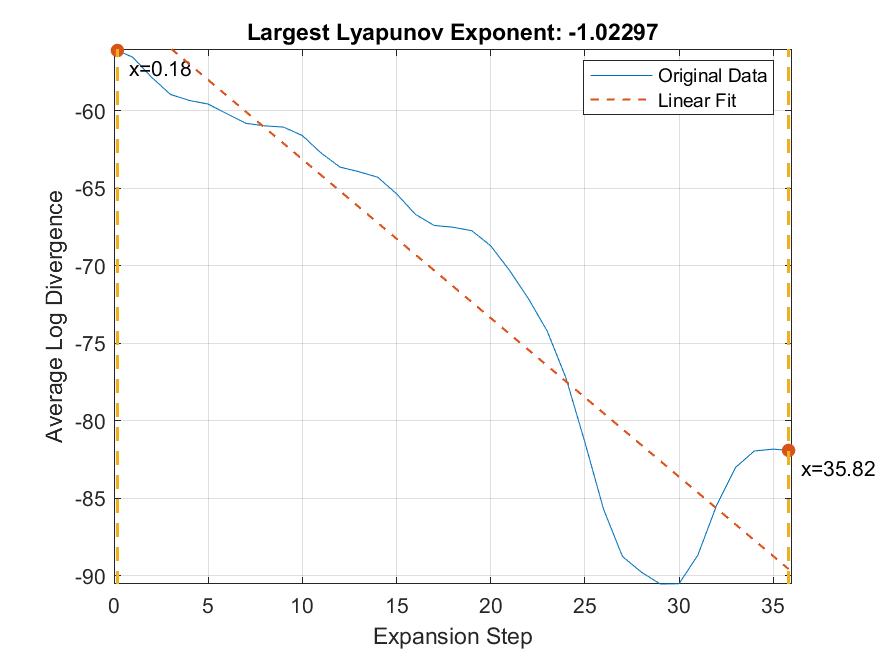 Largest Lyapunov Exponent: -1.02297
x=0.18
Original Data
Linear Fit
-60
-65
-70
-75
-80
-85
-90
Average Log Divergence
x=35.82
0 5 10 15 20 25 30 35
Expansion Step